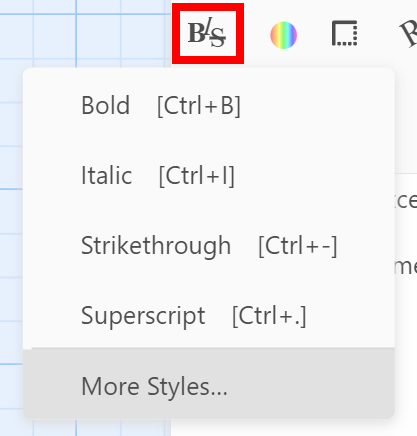 B/S
Bold [Ctrl+B]
Italic [Ctrl+I]
Strikethrough [Ctrl+-]
Superscript [Ctrl+.]
More Styles...